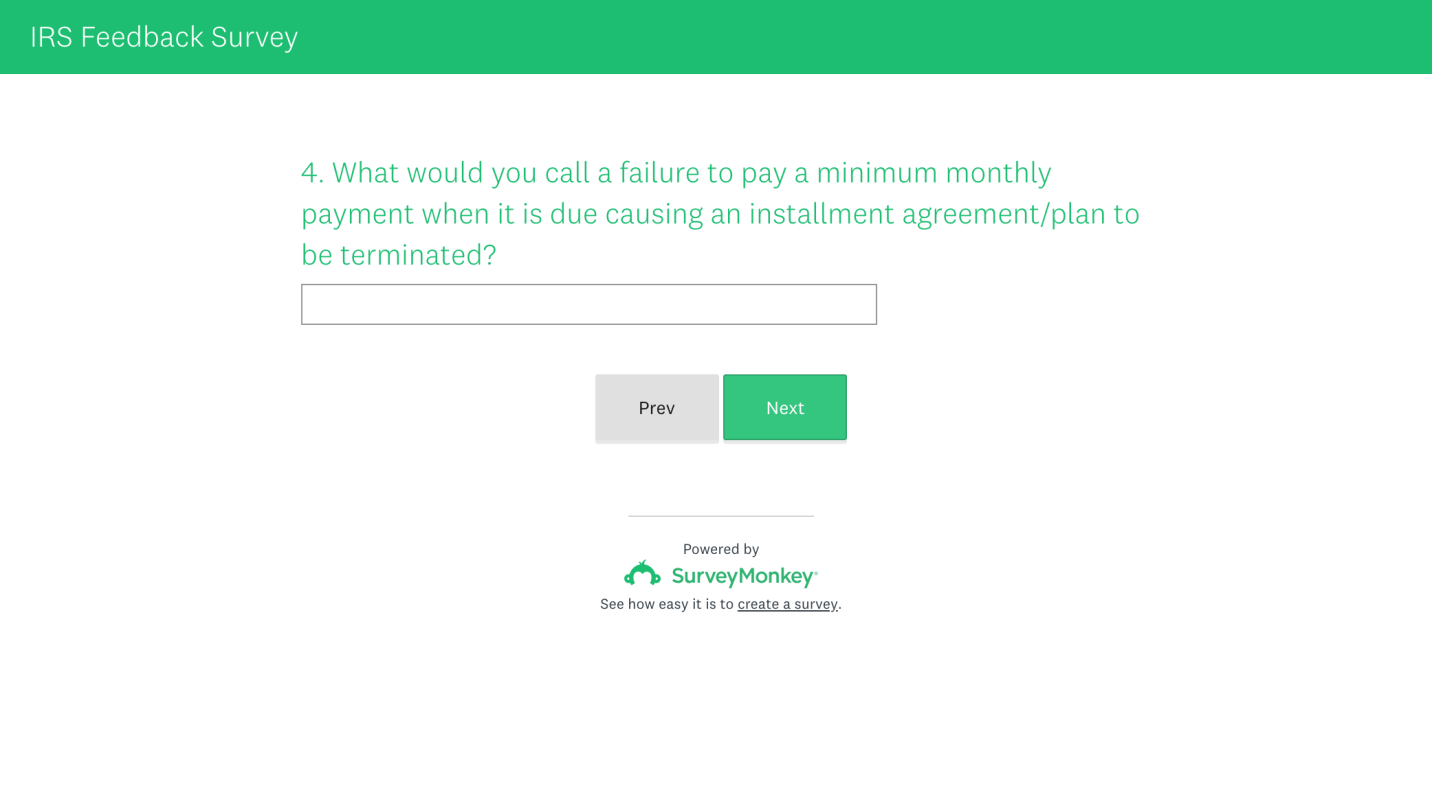 IRS Feedback Survey
4. What would you call a failure to pay a minimum monthly
payment when it is due causing an installment agreement/plan to
be terminated?
Prev
Next
Powered by
SurveyMonkey®
See how easy it is to create a survey.